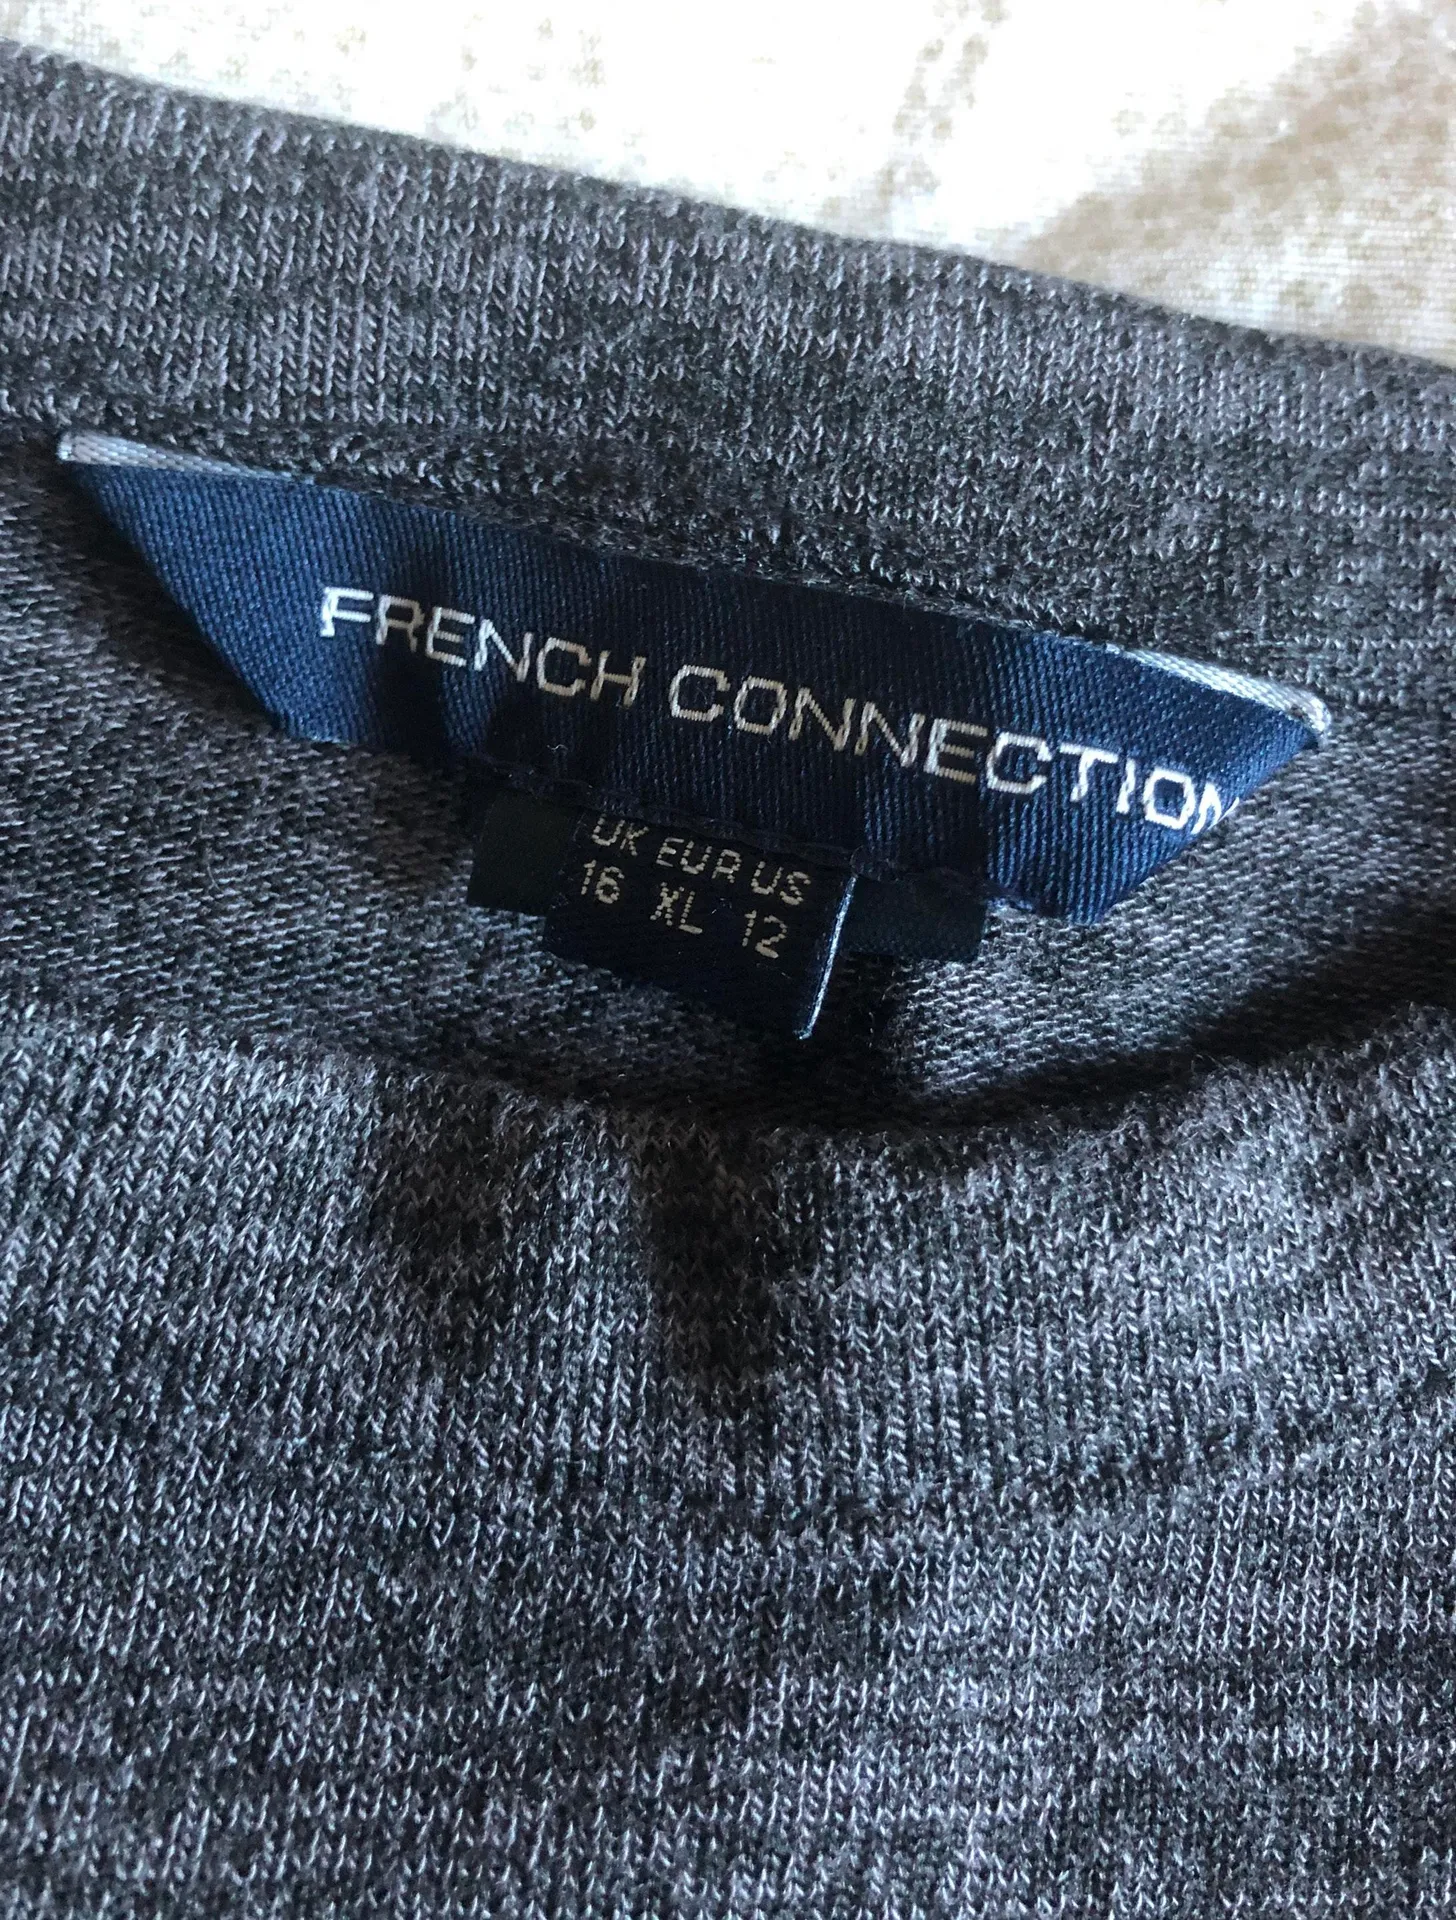 FRENCH CONNECTION
UK EUR US
16 XL 12